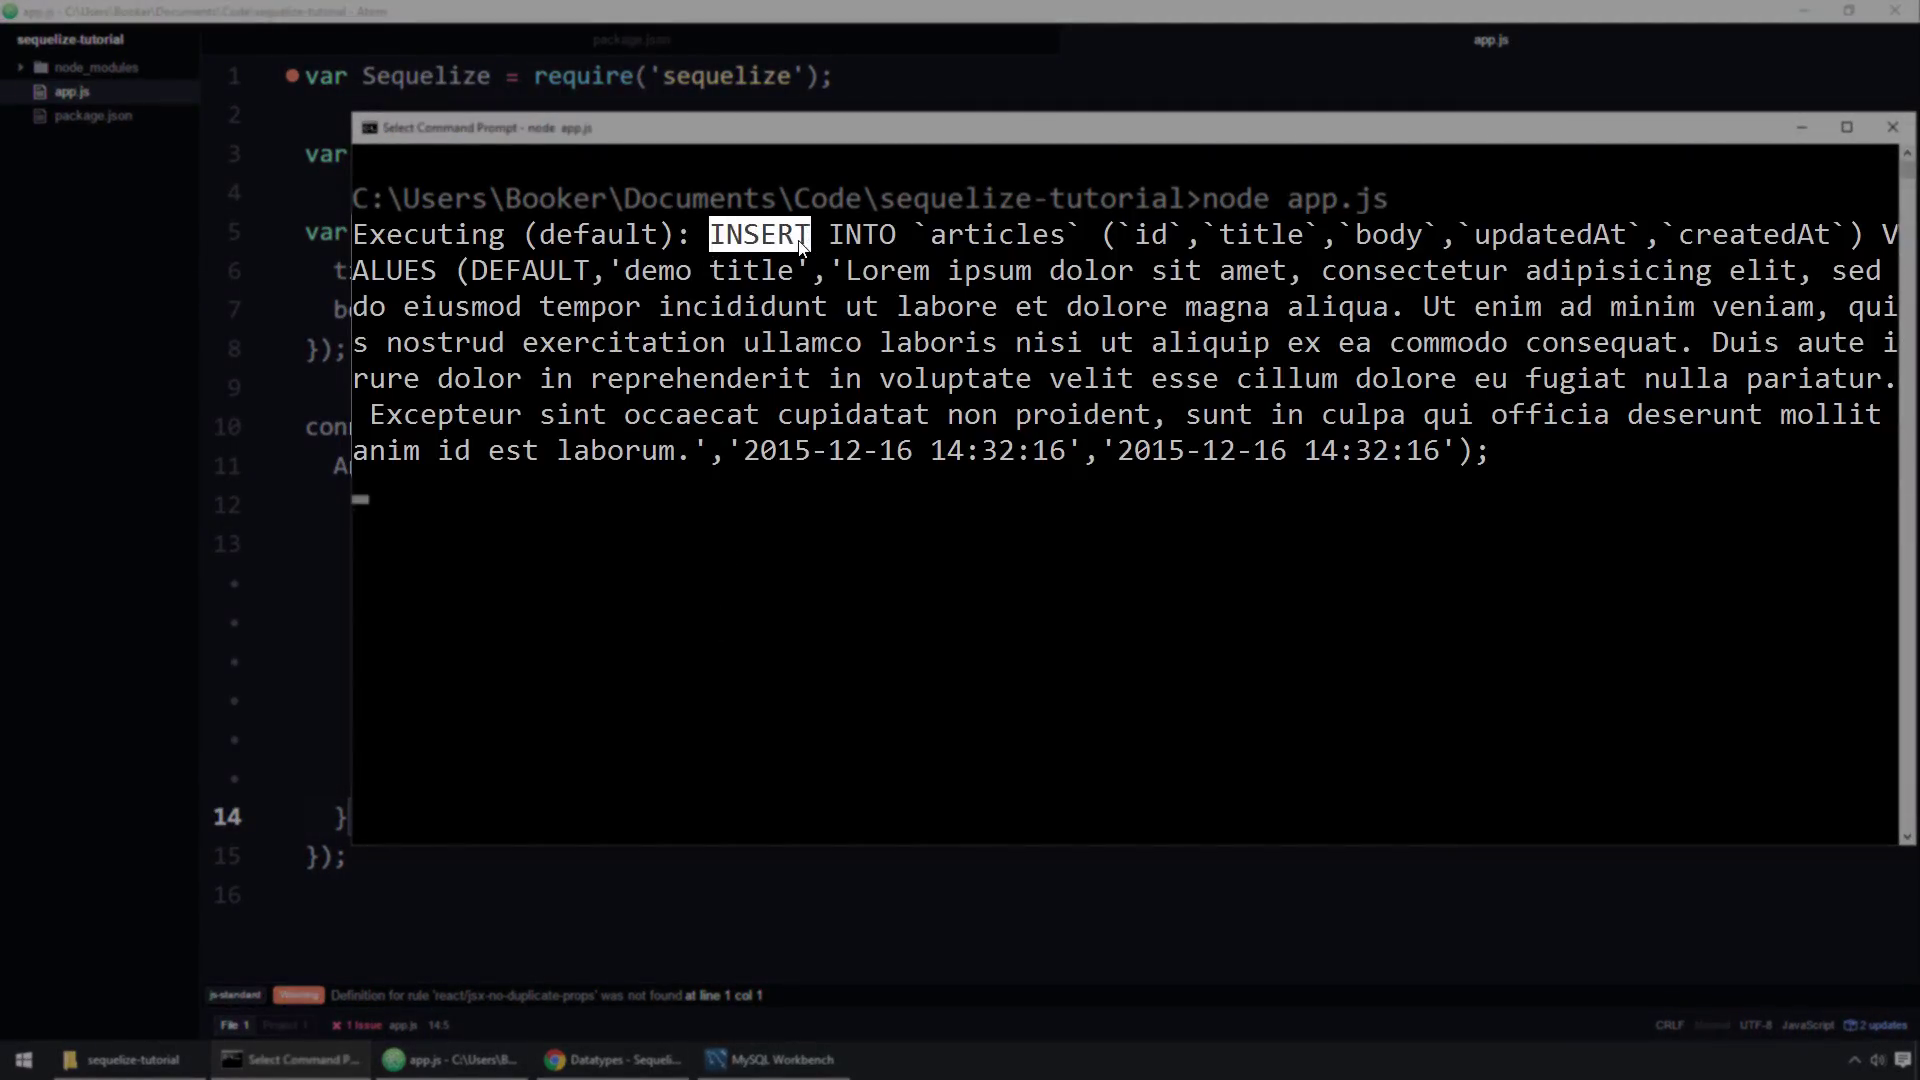 app.js - C:\Users\Booker\Documents\Code\sequelize-tutorial - Atom
sequelize-tutorial
package.json
app.js
node_modules
app.js
package.json
1 var Sequelize = require('sequelize');
2
Select Command Prompt - node  app.js
3 var
4
C:\Users\Booker\Documents\Code\sequelize-tutorial>node app.js
5 var
Executing (default): INSERT INTO `articles` (`id`,`title`,`body`,`updatedAt`,`createdAt`) V
6 t
ALUES (DEFAULT,'demo title','Lorem ipsum dolor sit amet, consectetur adipisicing elit, sed
7 b
do eiusmod tempor incididunt ut labore et dolore magna aliqua. Ut enim ad minim veniam, qui
8 });
s nostrud exercitation ullamco laboris nisi ut aliquip ex ea commodo consequat. Duis aute i
9
rure dolor in reprehenderit in voluptate velit esse cillum dolore eu fugiat nulla pariatur.
10 con
Excepteur sint occaecat cupidatat non proident, sunt in culpa qui officia deserunt mollit
11 A
anim id est laborum.','2015-12-16 14:32:16','2015-12-16 14:32:16');
12
13
14 }
15 });
16
js-standard Warning Definition for rule 'react/jsx-no-duplicate-props' was not found at line 1 col 1
File 1 Project 1 1 Issue app.js 14:5
CRLF UTF-8 JavaScript 2 updates
sequelize-tutorial
Select Command P...
app.js - C:\Users\B...
Datatypes - Sequeli...
MySQL Workbench